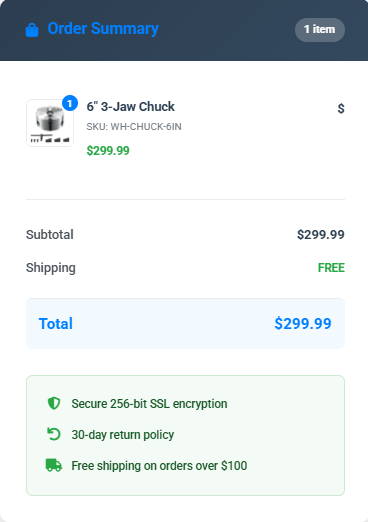 Order Summary
1 item
1
6" 3-Jaw Chuck
$
SKU: WH-CHUCK-6IN
$299.99
Subtotal
$299.99
Shipping
FREE
Total
$299.99
Secure 256-bit SSL encryption
30-day return policy
Free shipping on orders over $100